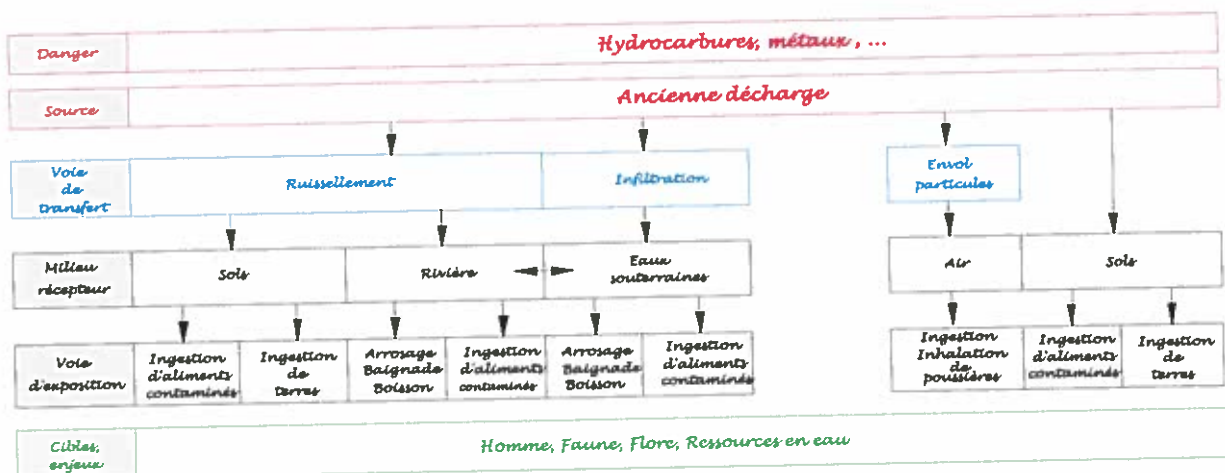 Danger
Hydrocarbures, métaux, ...
Source
Ancienne décharge
Voie
de
transfert
Ruissellement
Infiltration
Envol
particules
Milieu
récepteur
Sols
Rivière
Eaux
souterraines
Air
Sols
Voie
d'exposition
Ingestion
d'aliments
contaminés
Ingestion
de
terres
Arrosage
Baignade
Boisson
Ingestion
d'aliments
contaminés
Arrosage
Baignade
Boisson
Ingestion
d'aliments
contaminés
Ingestion
Inhalation
de
poussières
Ingestion
d'aliments
contaminés
Ingestion
de
terres
Cibles,
enjeux
Homme, Faune, Flore, Ressources en eau